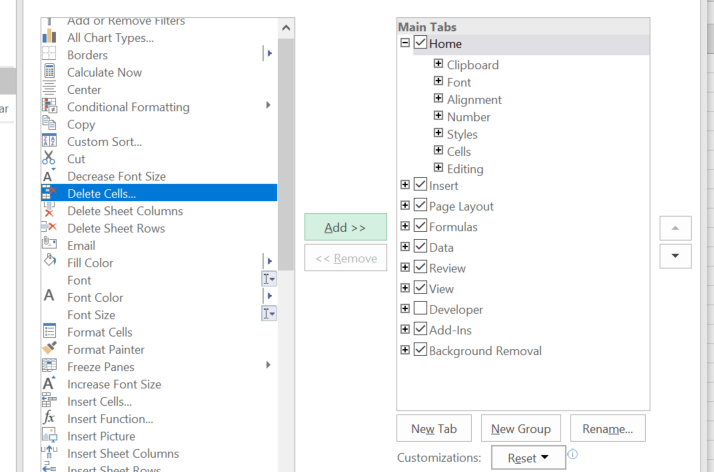 Add or Remove Filters
All Chart Types...
Borders
Calculate Now
Center
Conditional Formatting
Copy
Custom Sort...
Cut
Decrease Font Size
Delete Cells...
Delete Sheet Columns
Delete Sheet Rows
Email
Fill Color
Font
Font Color
Font Size
Format Cells
Format Painter
Freeze Panes
Increase Font Size
Insert Cells...
Insert Function...
Insert Picture
Insert Sheet Columns
Insert Sheet Rows
ar
Add >>
<< Remove
Main Tabs
Home
Clipboard
Font
Alignment
Number
Styles
Cells
Editing
Insert
Page Layout
Formulas
Data
Review
View
Developer
Add-Ins
Background Removal
New Tab
New Group
Rename...
Customizations:
Reset